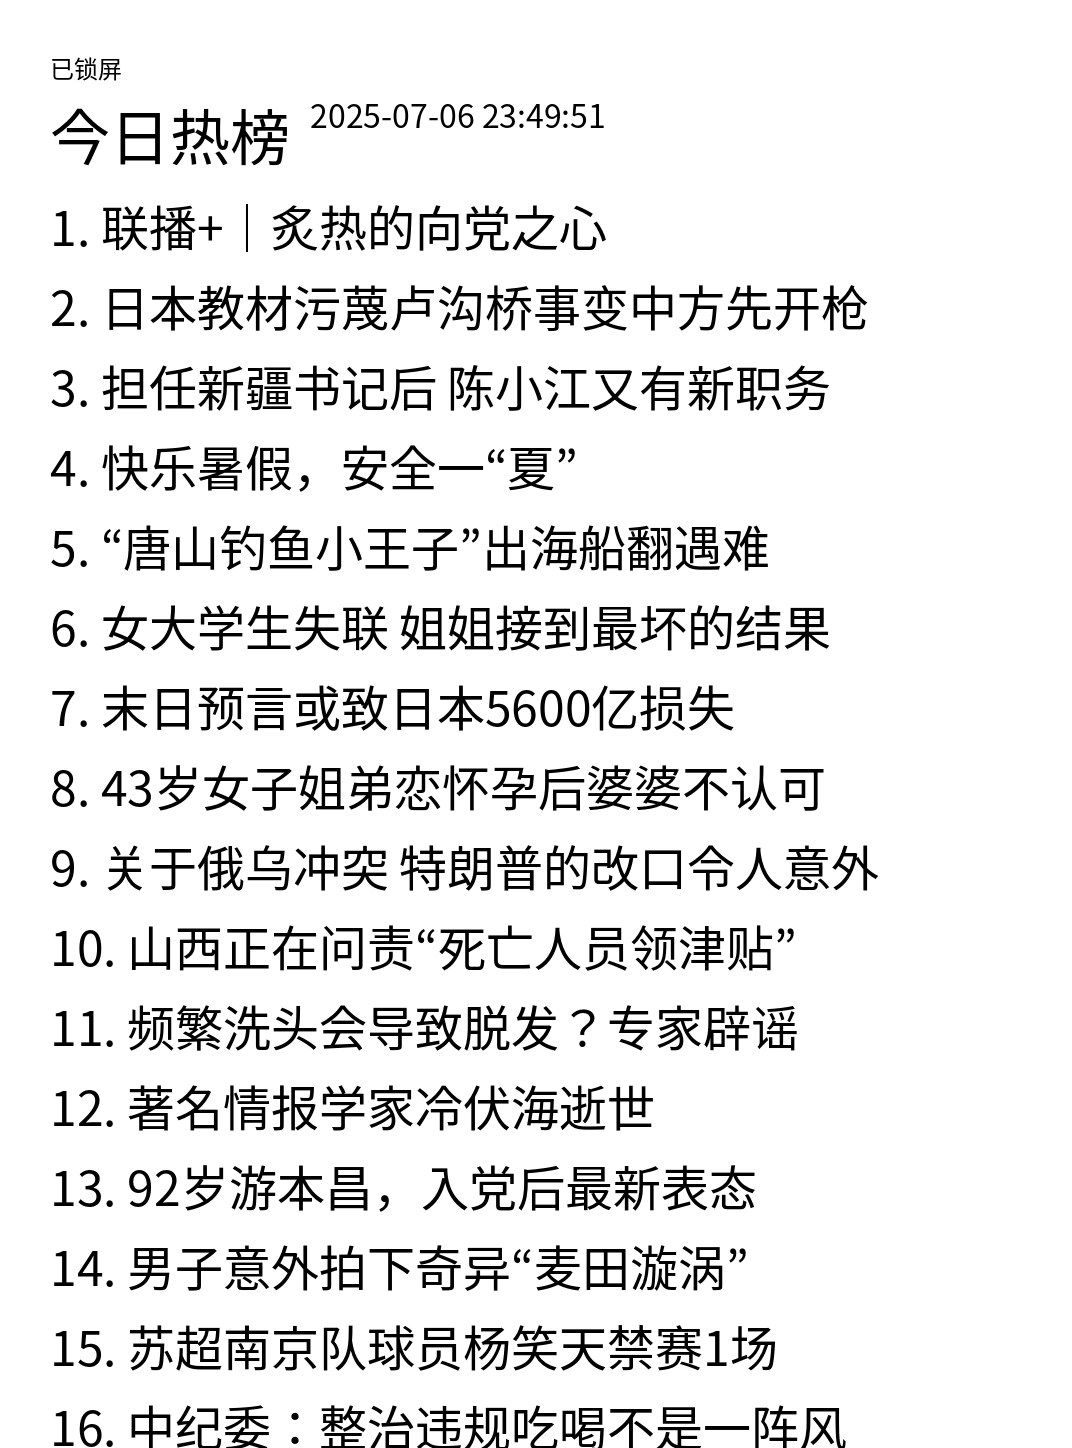 已锁屏
今日热榜 2025-07-06 23:49:51
1. 联播+｜炙热的向党之心
2. 日本教材污蔑卢沟桥事变中方先开枪
3. 担任新疆书记后 陈小江又有新职务
4. 快乐暑假，安全一“夏”
5. “唐山钓鱼小王子”出海船翻遇难
6. 女大学生失联 姐姐接到最坏的结果
7. 末日预言或致日本5600亿损失
8. 43岁女子姐弟恋怀孕后婆婆不认可
9. 关于俄乌冲突 特朗普的改口令人意外
10. 山西正在问责“死亡人员领津贴”
11. 频繁洗头会导致脱发？专家辟谣
12. 著名情报学家冷伏海逝世
13. 92岁游本昌，入党后最新表态
14. 男子意外拍下奇异“麦田漩涡”
15. 苏超南京队球员杨笑天禁赛1场
16. 中纪委：整治违规吃喝不是一阵风